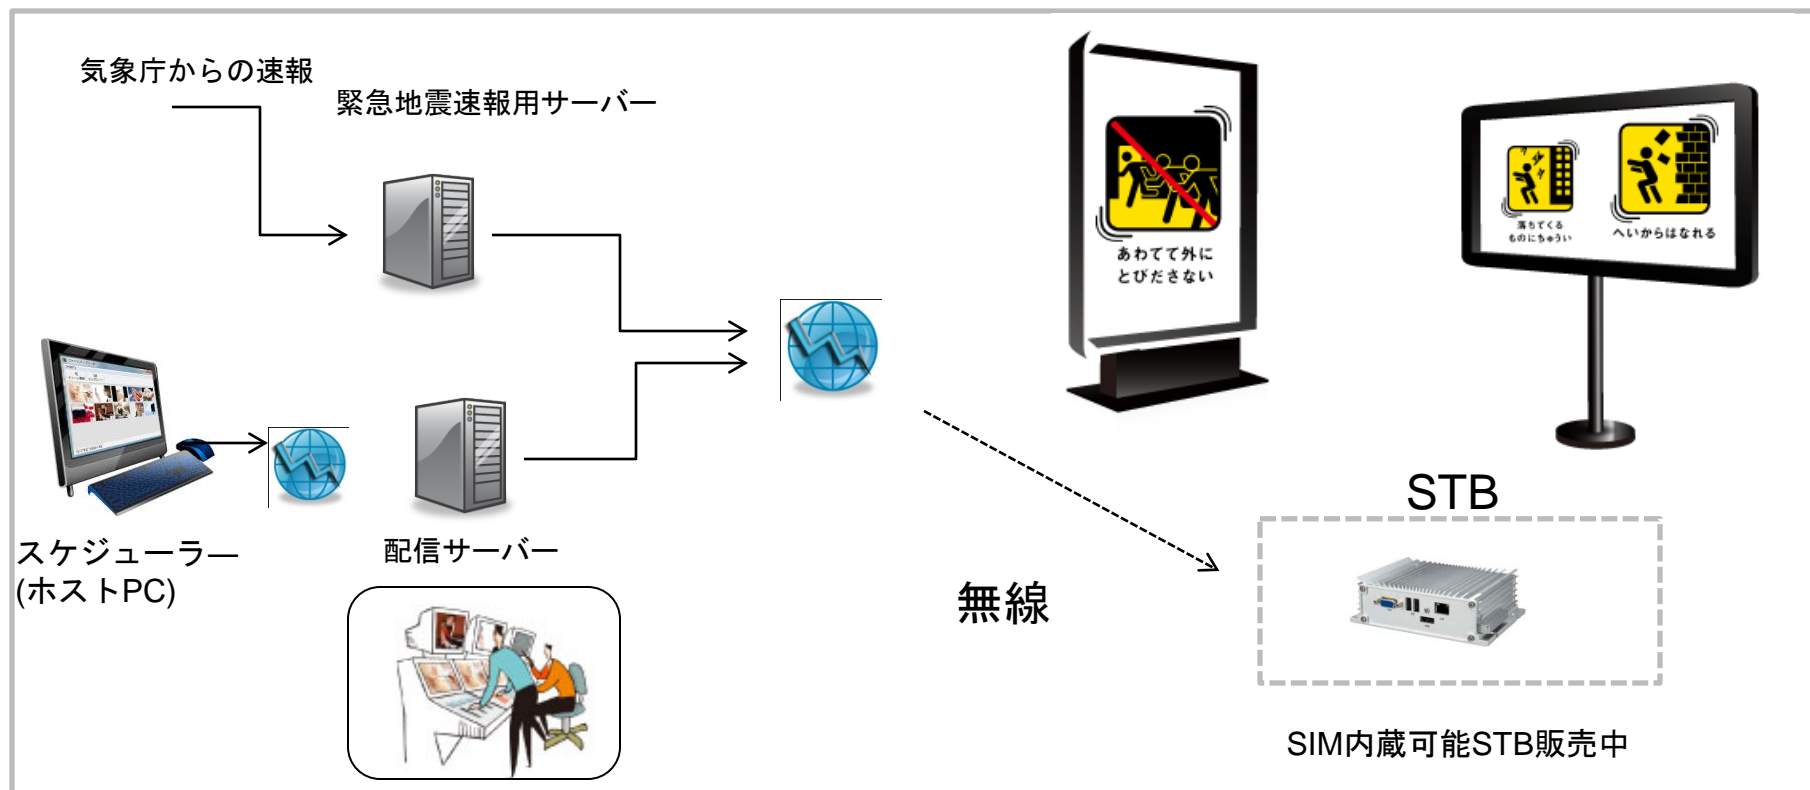 気象庁からの速報
緊急地震速報用サーバー
あわてて外に
とびださない
落ちてくる
ものにちゅうい
へいからはなれる
スケジューラ―
(ホストPC)
配信サーバー
無線
STB
SIM内蔵可能STB販売中